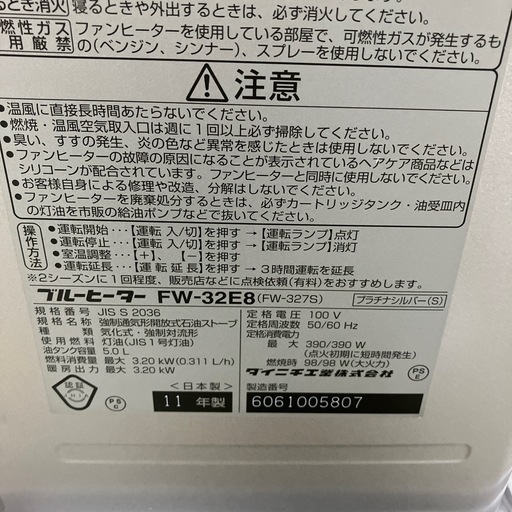 るとき消火 寝るときや外出するときは、必ず消火してください。
燃性ガス 用厳禁 ファンヒーターを使用している部屋で、可燃性ガスが発生するもの(ベンジン、シンナー)、スプレーを使用しないでください。
⚠注意
●温風に直接長時間あたらないでください。
●燃焼・温風空気取入口は週に1回以上必ず掃除してください。
●臭い、すすの発生、炎の色など異常を感じたときは使用しないでください。
●ファンヒーターの故障の原因になることが表示されているヘアケア商品などは
シリコーンが配合されています。ファンヒーターと同時に使用しないでください。
●お客様自身による修理や改造、分解はしないでください。
●ファンヒーターを廃棄処分するときは、必ずカートリッジタンク・油受皿内
の灯油を市販の給油ポンプなどで抜いてください。
操作方法
・運転開始・・・【運転 入/切】を押す→【運転ランプ】点灯
・運転停止・・・【運転 入/切】を押す→【運転ランプ】消灯
・室温調整・・・【+】、【-】を押す
・運転延長・・・【運転延長】を押す→3時間運転を延長
※2シーズンに1回程度、販売店などに点検依頼(有料)をおすすめします。
ブルーヒーター FW-32E8(FW-327S) プラチナシルバー(S)
規格番号 JIS S 2036
規格名称 強制通気形開放式石油ストーブ
種類 気化式・強制対流形
使用燃料 灯油(JIS1号灯油)
油タンク容量 5.0 L
燃料消費量 最大 3.20 kW(0.311 L/h)
暖房出力 最大 3.20 kW
定格電圧 100 V
定格周波数 50/60 Hz
定格消費電力
最大 390/390 W
(点火初期に短時間発生)
燃焼時 98/98 W(大火力)
ダイニチ工業株式会社
認証
PSC
<日本製>
11 年製
製造番号
6061005807
PSE